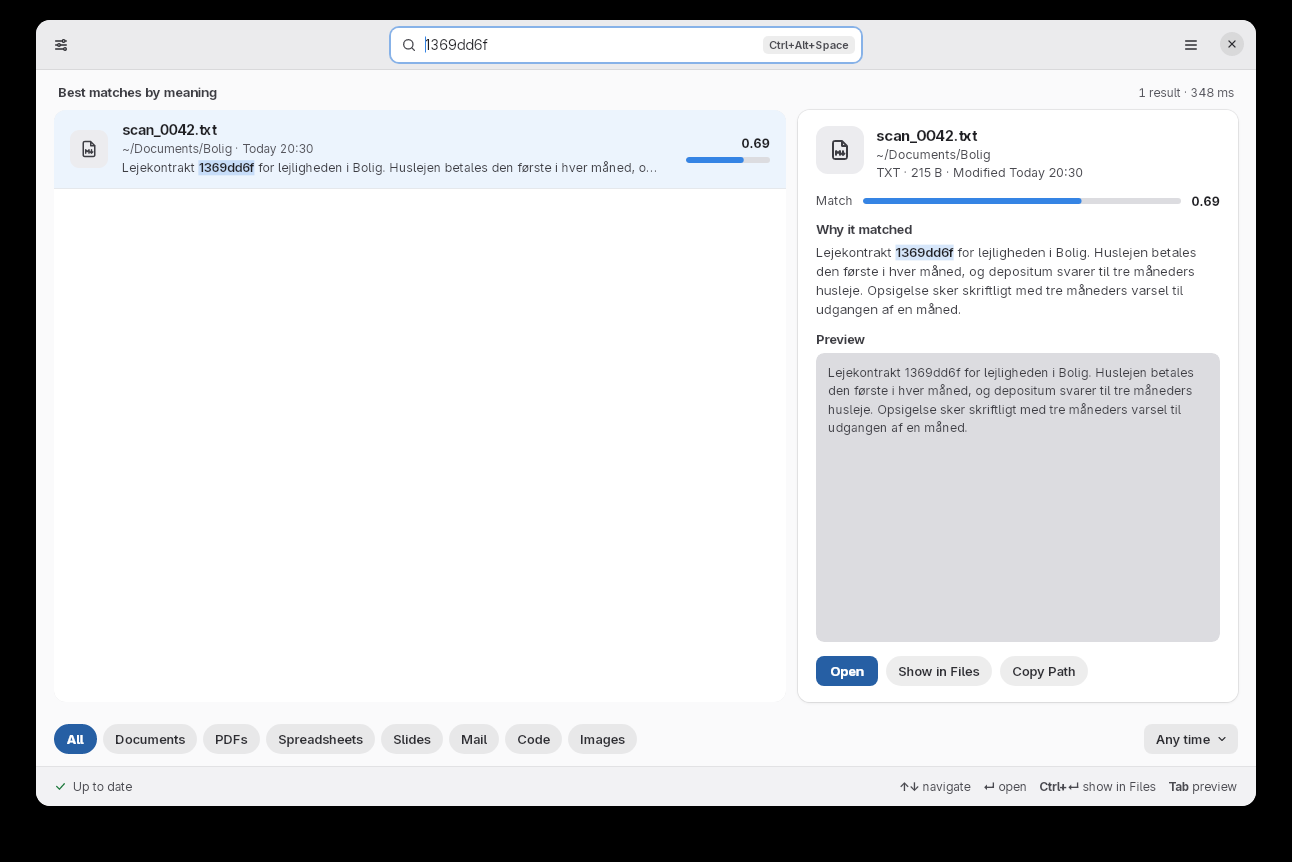 1369dd6f
Ctrl+Alt+Space
Best matches by meaning
1 result · 348 ms
scan_0042.txt
~/Documents/Bolig · Today 20:30
Lejekontrakt 1369dd6f for lejligheden i Bolig. Huslejen betales den første i hver måned, o…
0.69
scan_0042.txt
~/Documents/Bolig
TXT · 215 B · Modified Today 20:30
Match
0.69
Why it matched
Lejekontrakt 1369dd6f for lejligheden i Bolig. Huslejen betales
den første i hver måned, og depositum svarer til tre måneders
husleje. Opsigelse sker skriftligt med tre måneders varsel til
udgangen af en måned.
Preview
Lejekontrakt 1369dd6f for lejligheden i Bolig. Huslejen betales
den første i hver måned, og depositum svarer til tre måneders
husleje. Opsigelse sker skriftligt med tre måneders varsel til
udgangen af en måned.
Open
Show in Files
Copy Path
All
Documents
PDFs
Spreadsheets
Slides
Mail
Code
Images
Any time
Up to date
↑↓ navigate
↵ open
Ctrl+↵ show in Files
Tab preview